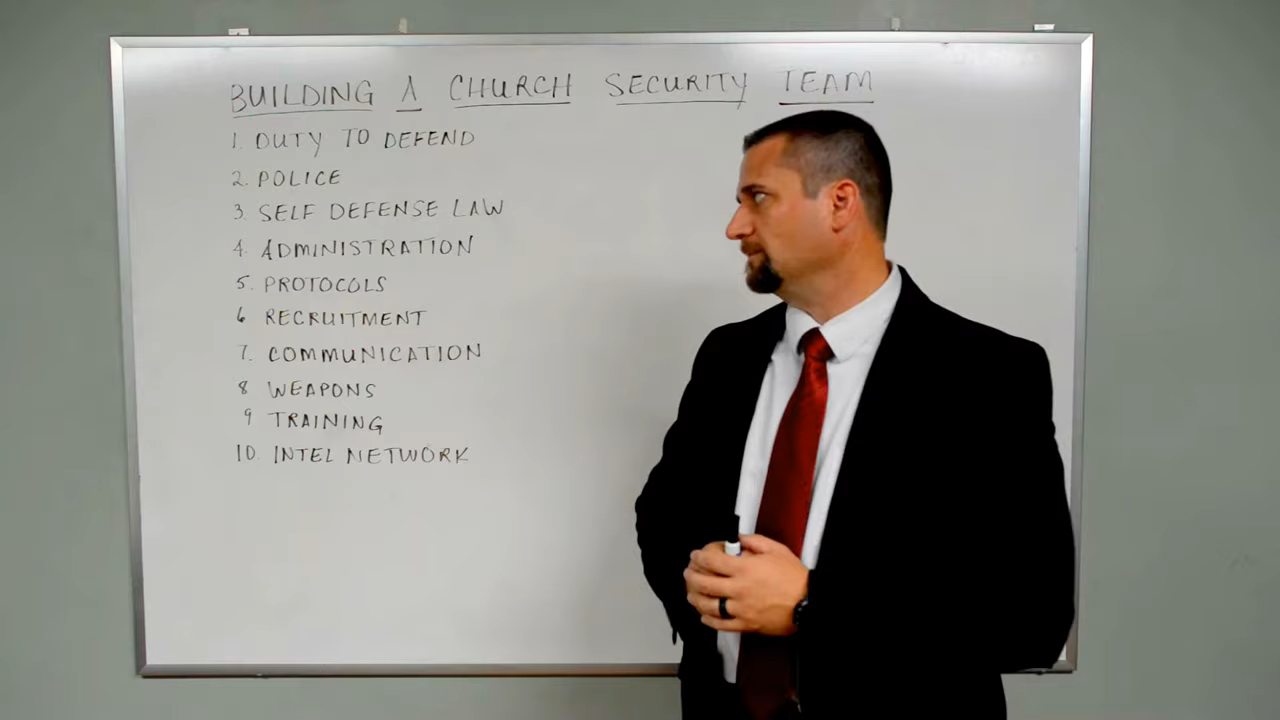 BUILDING A CHURCH SECURITY TEAM
1. DUTY TO DEFEND
2. POLICE
3. SELF DEFENSE LAW
4. ADMINISTRATION
5. PROTOCOLS
6 RECRUITMENT
7. COMMUNICATION
8 WEAPONS
9 TRAINING
10. INTEL NETWORK